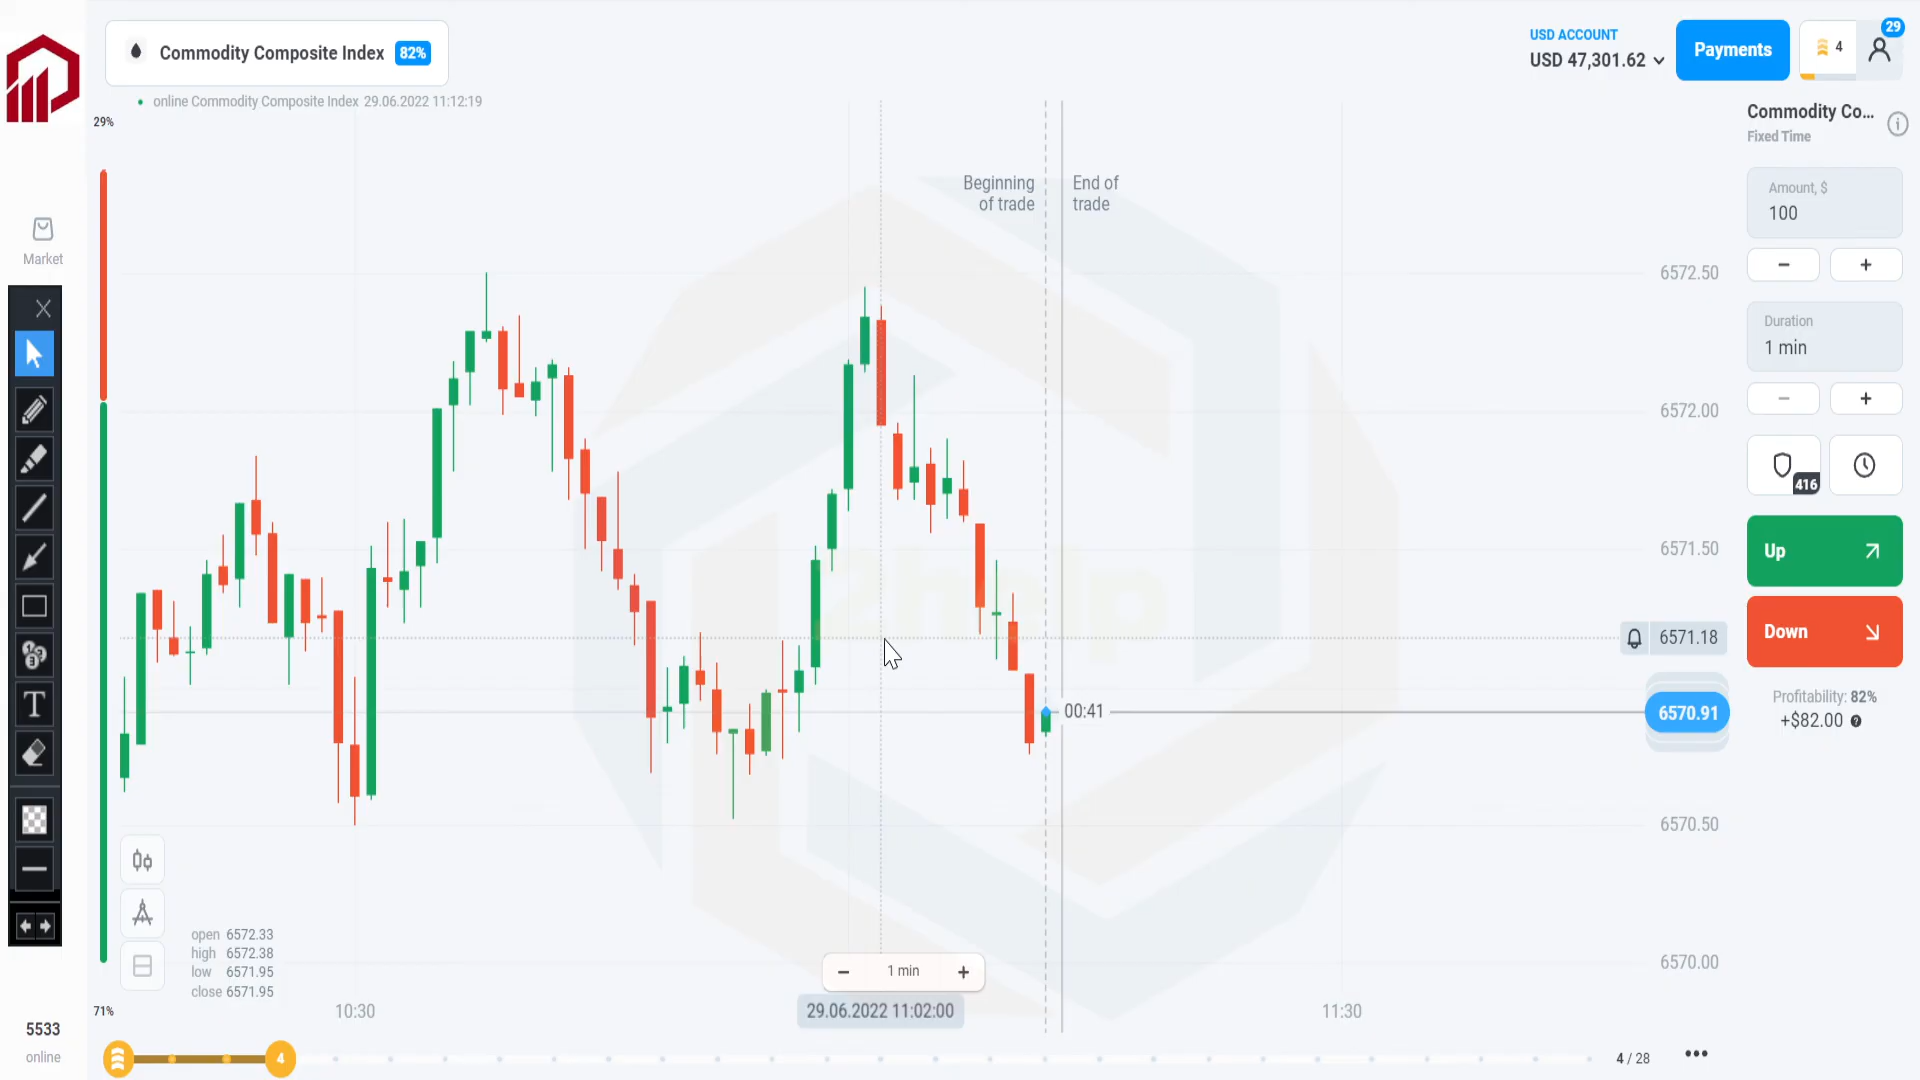 Commodity Composite Index 82%
online Commodity Composite Index 29.06.2022 11:12:19
29%
USD ACCOUNT
USD 47,301.62
Payments
4
29
Commodity Co...
Fixed Time
Beginning
of trade
End of
trade
Amount, $
100
− +
Market
6572.50
Duration
1 min
− +
6572.00
416
6571.50
Up
Down
6571.18
Profitability: 82%
+$82.00
00:41
6570.91
6570.50
T
open 6572.33
high 6572.38
low 6571.95
close 6571.95
6570.00
− 1 min +
71%
10:30
29.06.2022 11:02:00
11:30
5533
online
4
4 / 28